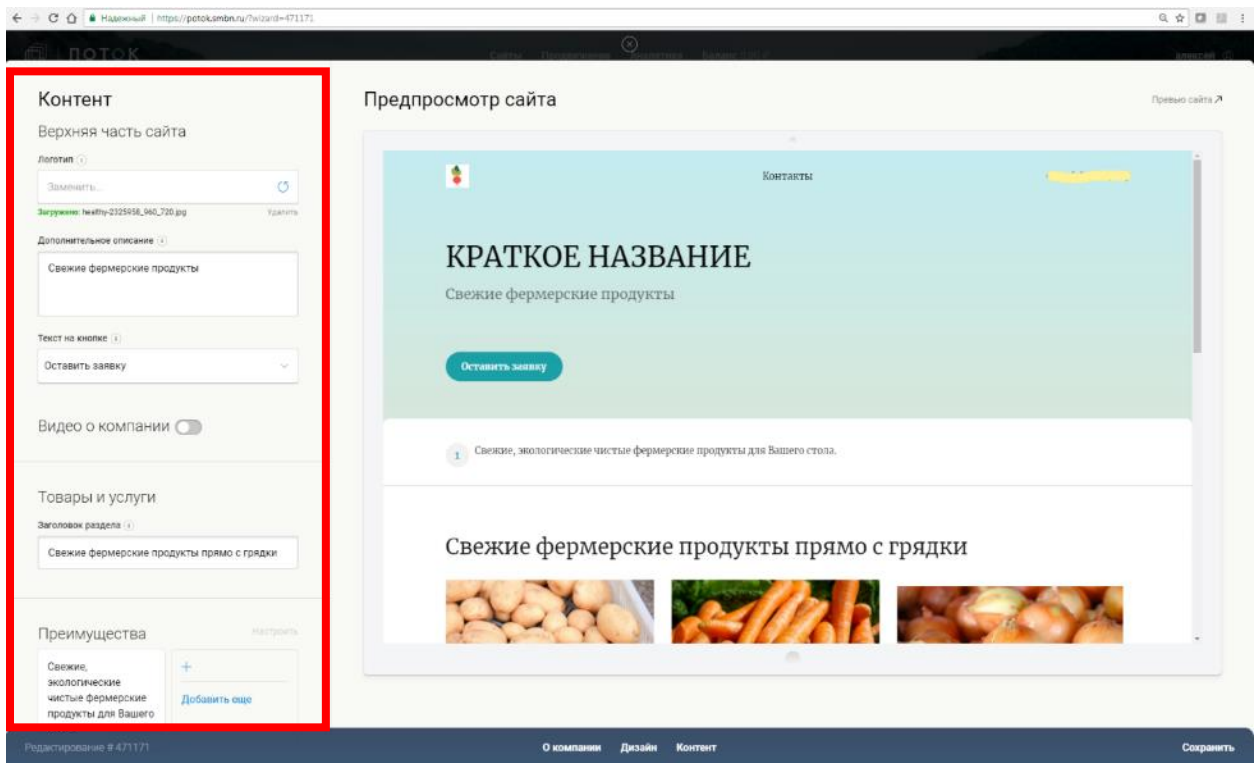 Надежный | https://potok.smbn.ru/?wizard=471171
ПОТОК
Контент
Верхняя часть сайта
Логотип
Заменить...
Загружено: healthy-2325958_960_720.jpg Удалить
Дополнительное описание
Свежие фермерские продукты
Текст на кнопке
Оставить заявку
Видео о компании
Товары и услуги
Заголовок раздела
Свежие фермерские продукты прямо с грядки
Преимущества Настроить
Свежие,
экологические
чистые фермерские
продукты для Вашего
+
Добавить еще
Предпросмотр сайта
Превью сайта
Контакты
КРАТКОЕ НАЗВАНИЕ
Свежие фермерские продукты
Оставить заявку
1 Свежие, экологические чистые фермерские продукты для Вашего стола.
Свежие фермерские продукты прямо с грядки
Редактирование # 471171 О компании Дизайн Контент Сохранить